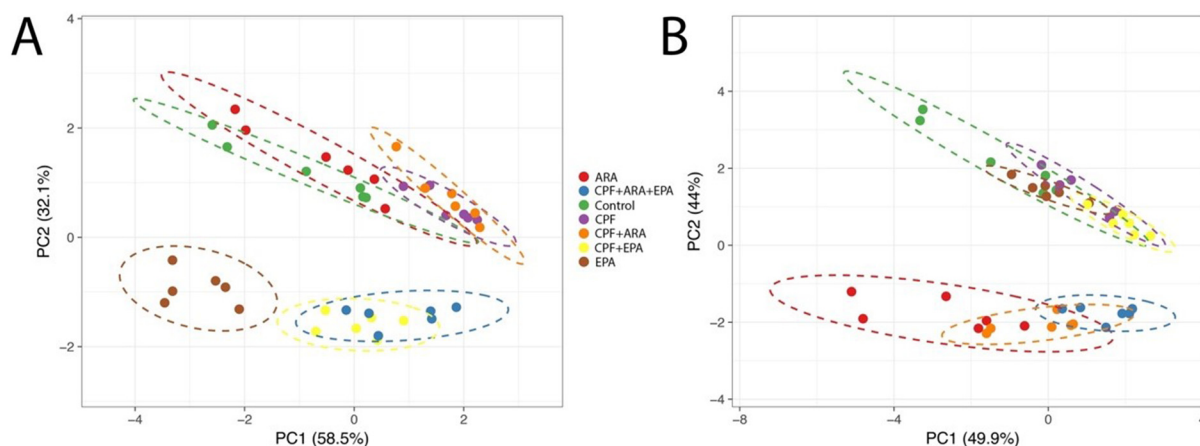 A
4
2
0
−2
PC2 (32.1%)
−4
−2
0
2
PC1 (58.5%)
ARA
CPF+ARA+EPA
Control
CPF
CPF+ARA
CPF+EPA
EPA
B
4
2
0
−2
−4
PC2 (44%)
−8
−4
0
PC1 (49.9%)